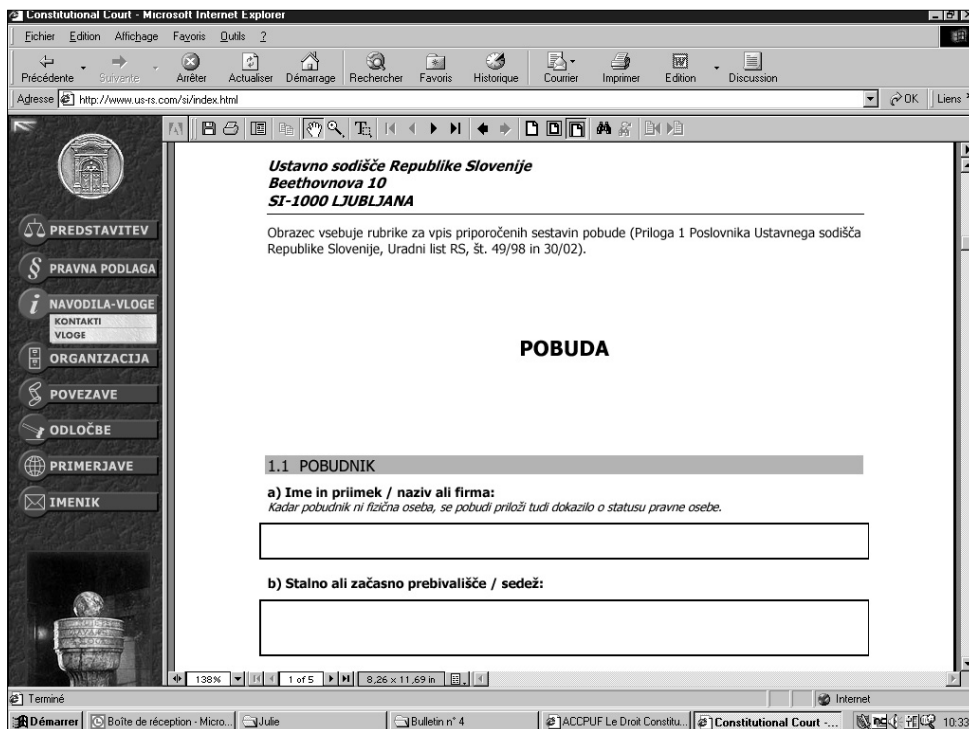 Constitutional Court - Microsoft Internet Explorer
Fichier Edition Affichage Favoris Outils ?
Précédente Suivante Arrêter Actualiser Démarrage Rechercher Favoris Historique Courrier Imprimer Edition Discussion
Adresse http://www.us-rs.com/si/index.html OK Liens
Ustavno sodišče Republike Slovenije
Beethovnova 10
SI-1000 LJUBLJANA
Obrazec vsebuje rubrike za vpis priporočenih sestavin pobude (Priloga 1 Poslovnika Ustavnega sodišča
Republike Slovenije, Uradni list RS, št. 49/98 in 30/02).
POBUDA
1.1 POBUDNIK
a) Ime in priimek / naziv ali firma:
Kadar pobudnik ni fizična oseba, se pobudi priloži tudi dokazilo o statusu pravne osebe.
b) Stalno ali začasno prebivališče / sedež:
PREDSTAVITEV
PRAVNA PODLAGA
NAVODILA-VLOGE
KONTAKTI
VLOGE
ORGANIZACIJA
POVEZAVE
ODLOČBE
PRIMERJAVE
IMENIK
138% 1 of 5 8,26 x 11,69 in
Terminé Internet
Démarrer Boîte de réception - Micro... Julie Bulletin n° 4 ACCPUF Le Droit Constitu... Constitutional Court -... 10:33